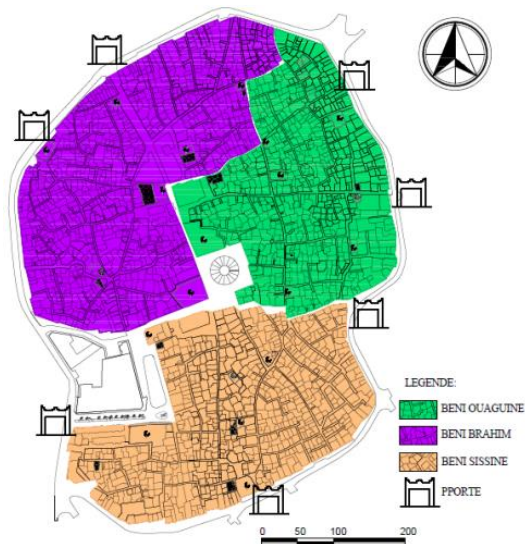 LEGENDE:
BENI OUAGUINE
BENI BRAHIM
BENI SISSINE
PPORTE
0 50 100 200